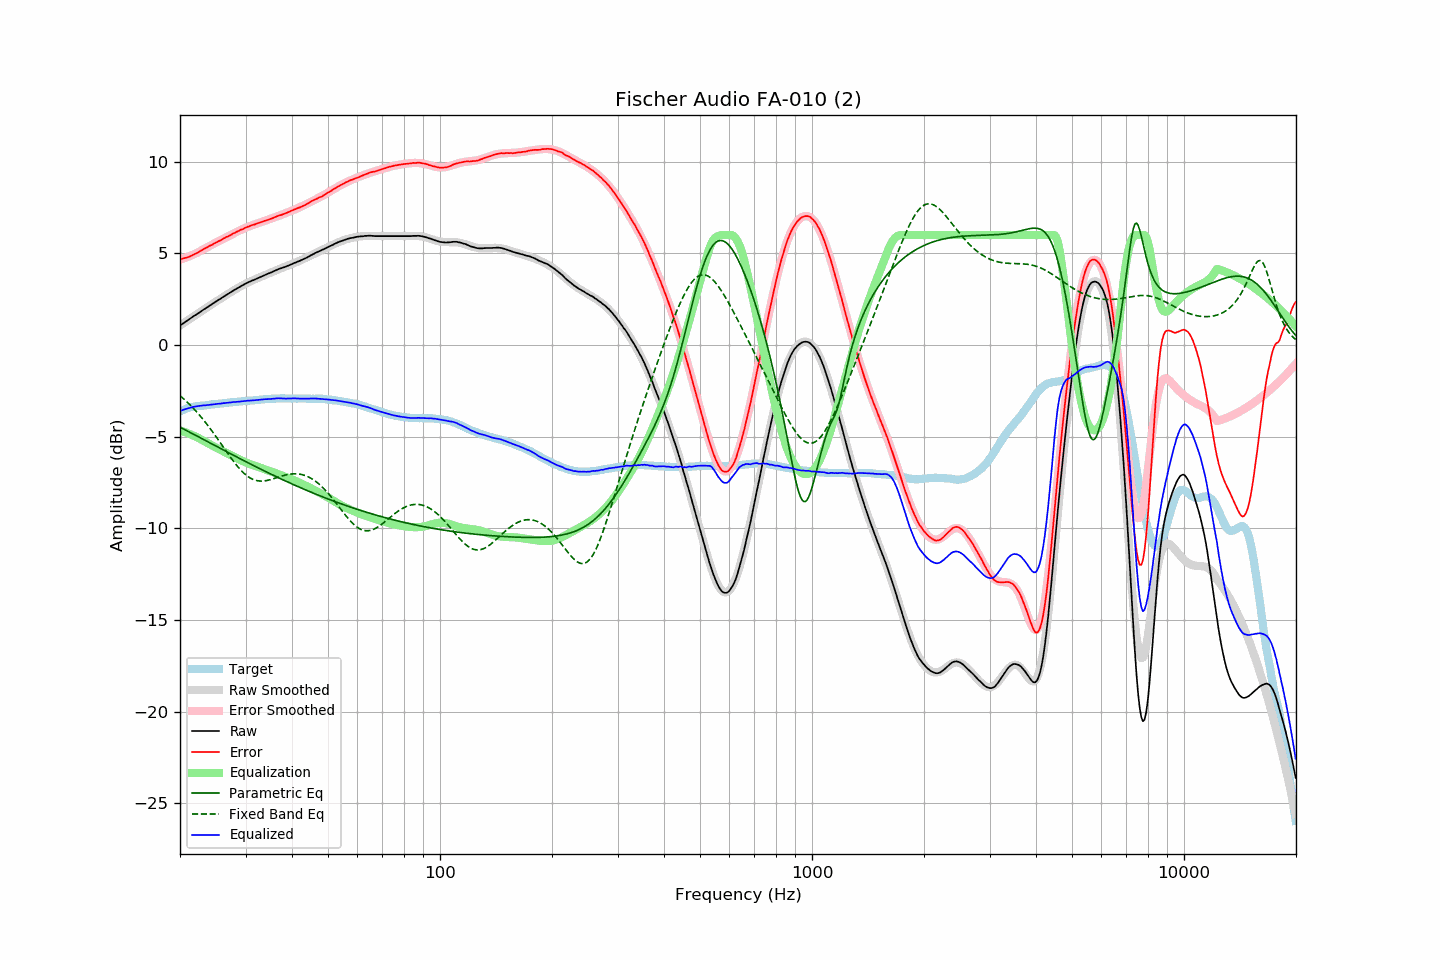 Fischer Audio FA-010 (2)
Amplitude (dBr)
10
5
0
−5
−10
−15
−20
−25
Target
Raw Smoothed
Error Smoothed
Raw
Error
Equalization
Parametric Eq
Fixed Band Eq
Equalized
100
1000
10000
Frequency (Hz)